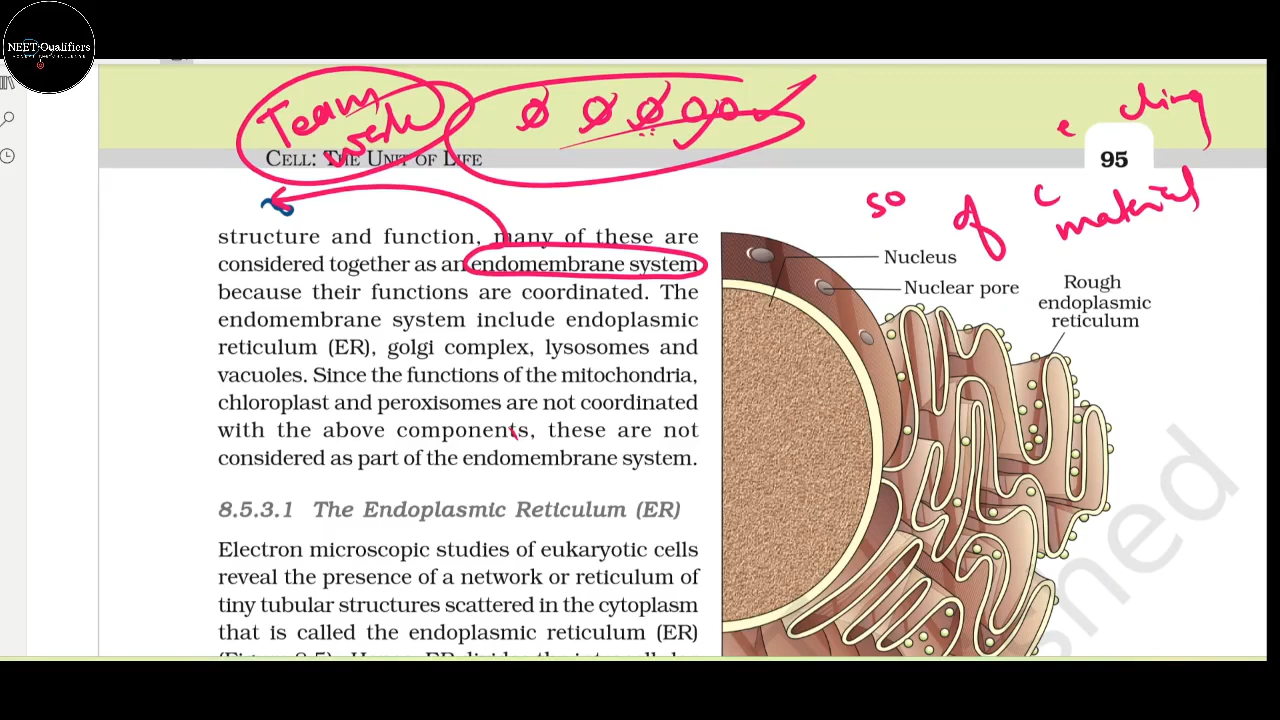 NEET Qualifiers
Team
work
ching
e
CELL: THE UNIT OF LIFE
95
so of c
material
structure and function, many of these are
considered together as an endomembrane system
because their functions are coordinated. The
endomembrane system include endoplasmic
reticulum (ER), golgi complex, lysosomes and
vacuoles. Since the functions of the mitochondria,
chloroplast and peroxisomes are not coordinated
with the above components, these are not
considered as part of the endomembrane system.
8.5.3.1 The Endoplasmic Reticulum (ER)
Electron microscopic studies of eukaryotic cells
reveal the presence of a network or reticulum of
tiny tubular structures scattered in the cytoplasm
that is called the endoplasmic reticulum (ER)
Nucleus
Nuclear pore
Rough
endoplasmic
reticulum
shed